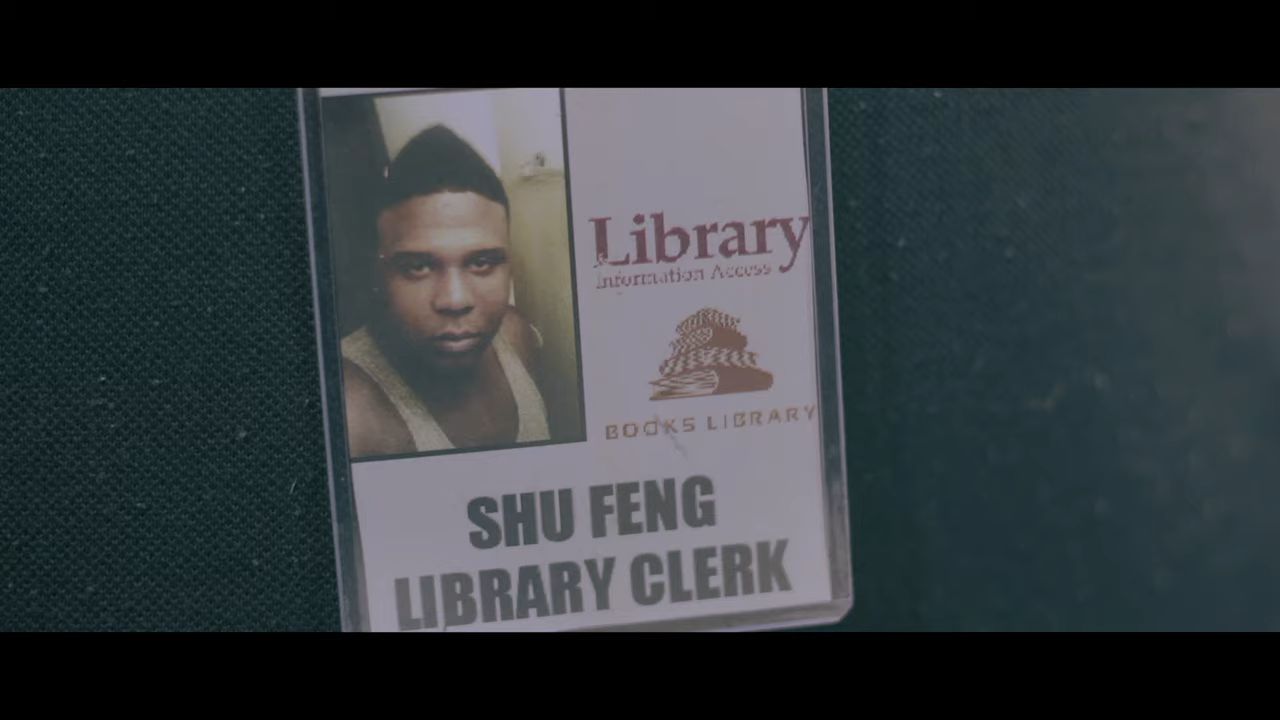 Library
& Information Access
BOOKS LIBRARY
SHU FENG
LIBRARY CLERK